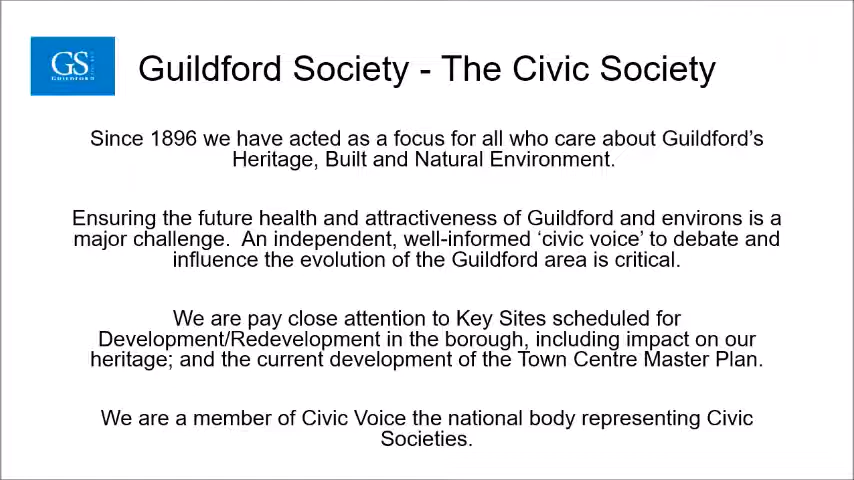 GS
GUILDFORD
Guildford Society - The Civic Society
Since 1896 we have acted as a focus for all who care about Guildford's
Heritage, Built and Natural Environment.
Ensuring the future health and attractiveness of Guildford and environs is a
major challenge.  An independent, well-informed ‘civic voice’ to debate and
influence the evolution of the Guildford area is critical.
We are pay close attention to Key Sites scheduled for
Development/Redevelopment in the borough, including impact on our
heritage; and the current development of the Town Centre Master Plan.
We are a member of Civic Voice the national body representing Civic
Societies.